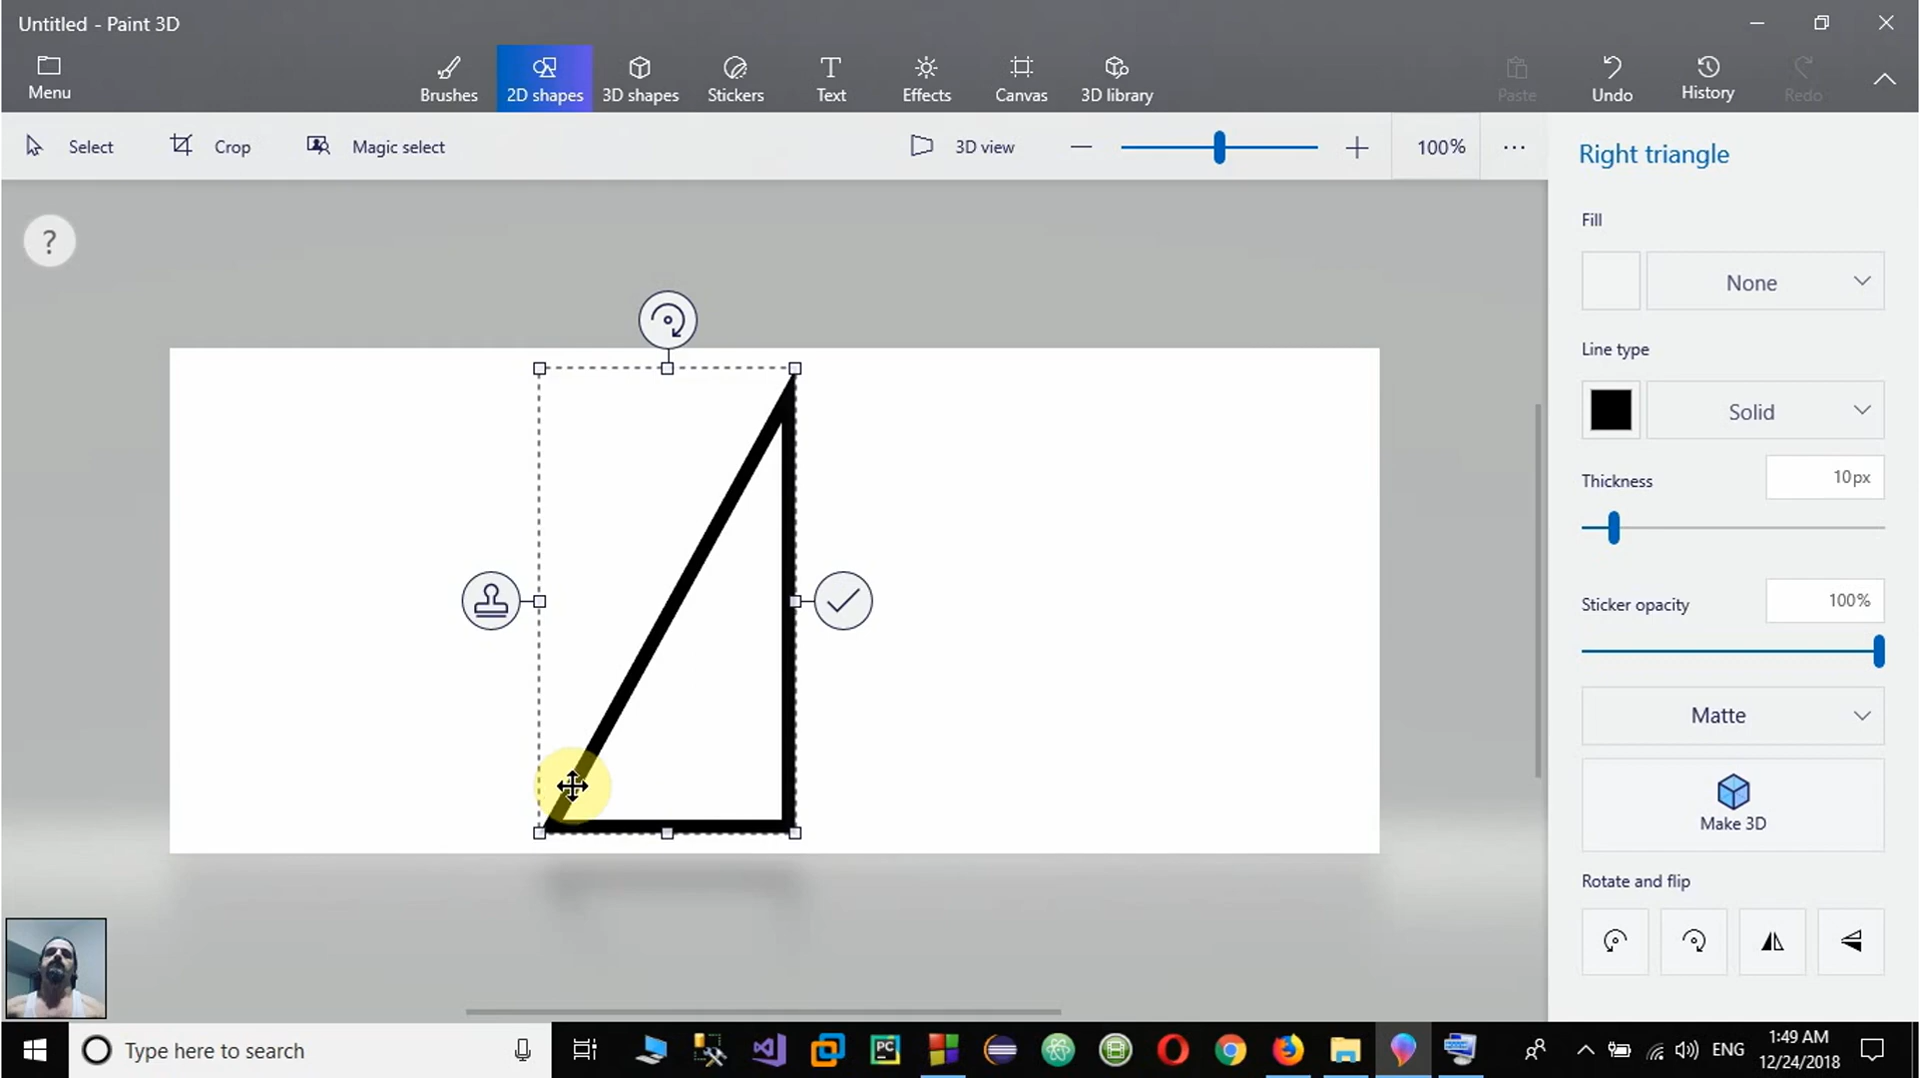 Untitled - Paint 3D
Menu
Brushes
2D shapes
3D shapes
Stickers
Text
Effects
Canvas
3D library
Paste
Undo
History
Redo
Select
Crop
Magic select
3D view
100%
Right triangle
Fill
None
Line type
Solid
Thickness
10px
Sticker opacity
100%
Matte
Make 3D
Rotate and flip
Type here to search
PC
ENG
1:49 AM
12/24/2018